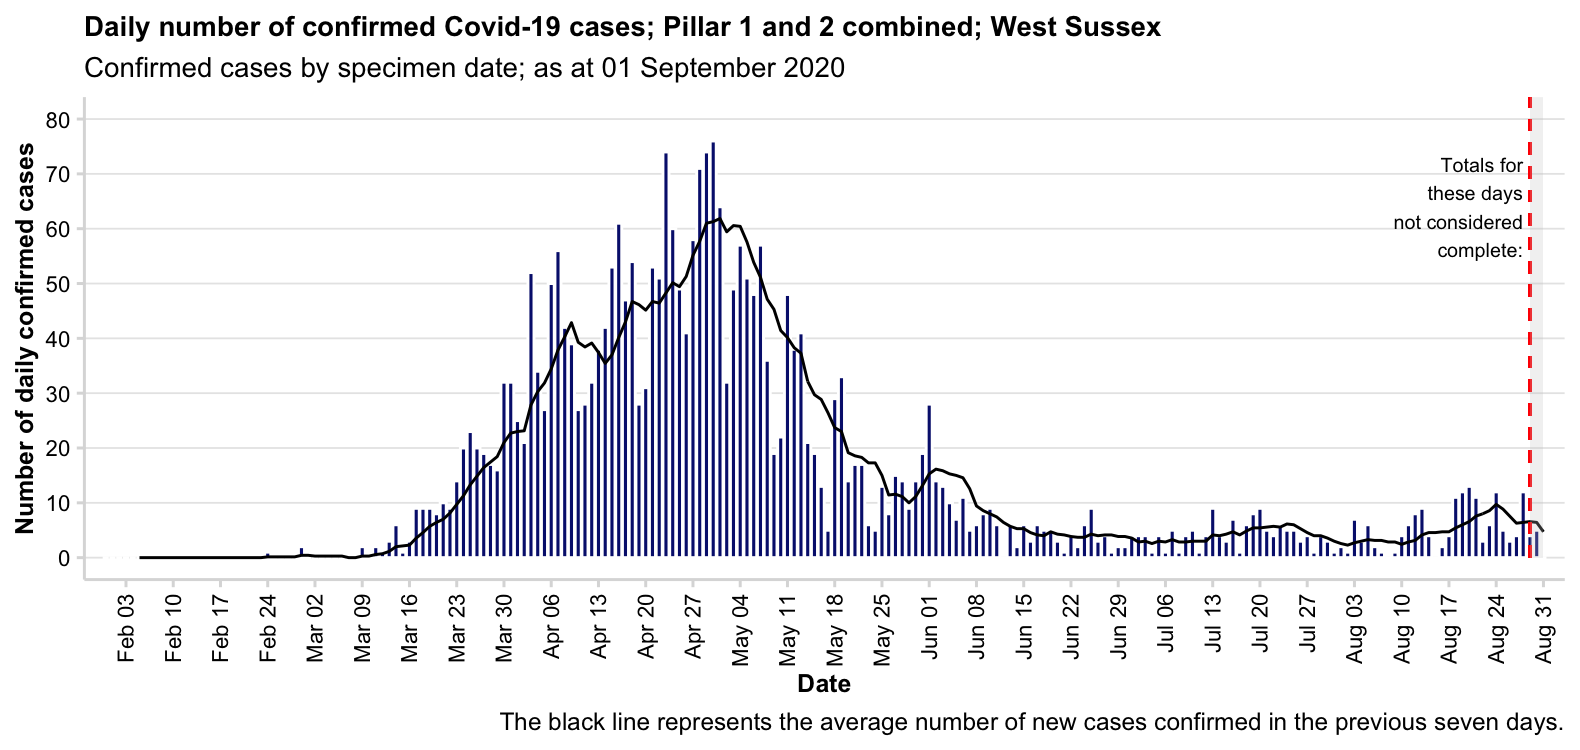 Daily number of confirmed Covid-19 cases; Pillar 1 and 2 combined; West Sussex
Confirmed cases by specimen date; as at 01 September 2020
Number of daily confirmed cases
80
70
60
50
40
30
20
10
0
Totals for
these days
not considered
complete:
Feb 03
Feb 10
Feb 17
Feb 24
Mar 02
Mar 09
Mar 16
Mar 23
Mar 30
Apr 06
Apr 13
Apr 20
Apr 27
May 04
May 11
May 18
May 25
Jun 01
Jun 08
Jun 15
Jun 22
Jun 29
Jul 06
Jul 13
Jul 20
Jul 27
Aug 03
Aug 10
Aug 17
Aug 24
Aug 31
Date
The black line represents the average number of new cases confirmed in the previous seven days.